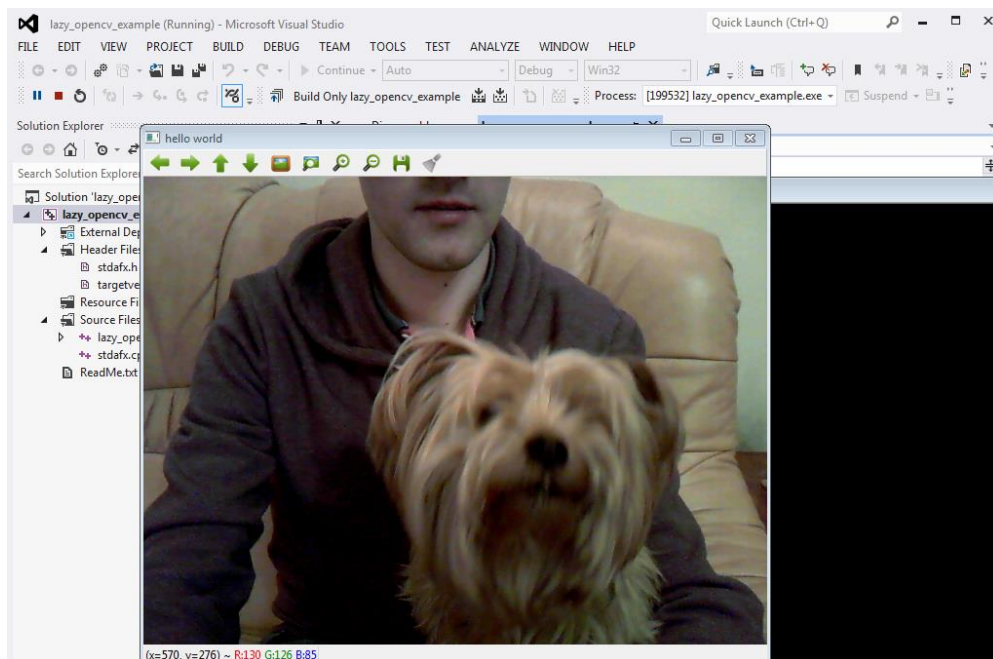 lazy_opencv_example (Running) - Microsoft Visual Studio
Quick Launch (Ctrl+Q)
FILE EDIT VIEW PROJECT BUILD DEBUG TEAM TOOLS TEST ANALYZE WINDOW HELP
Continue Auto Debug Win32
Build Only lazy_opencv_example Process: [199532] lazy_opencv_example.exe Suspend
Solution Explorer
hello world
Search Solution Explorer
Solution 'lazy_ope
lazy_opencv_e
External Dep
Header Files
stdafx.h
targetve
Resource Fi
Source Files
lazy_ope
stdafx.cp
ReadMe.txt
(x=570, y=276) ~ R:130 G:126 B:85